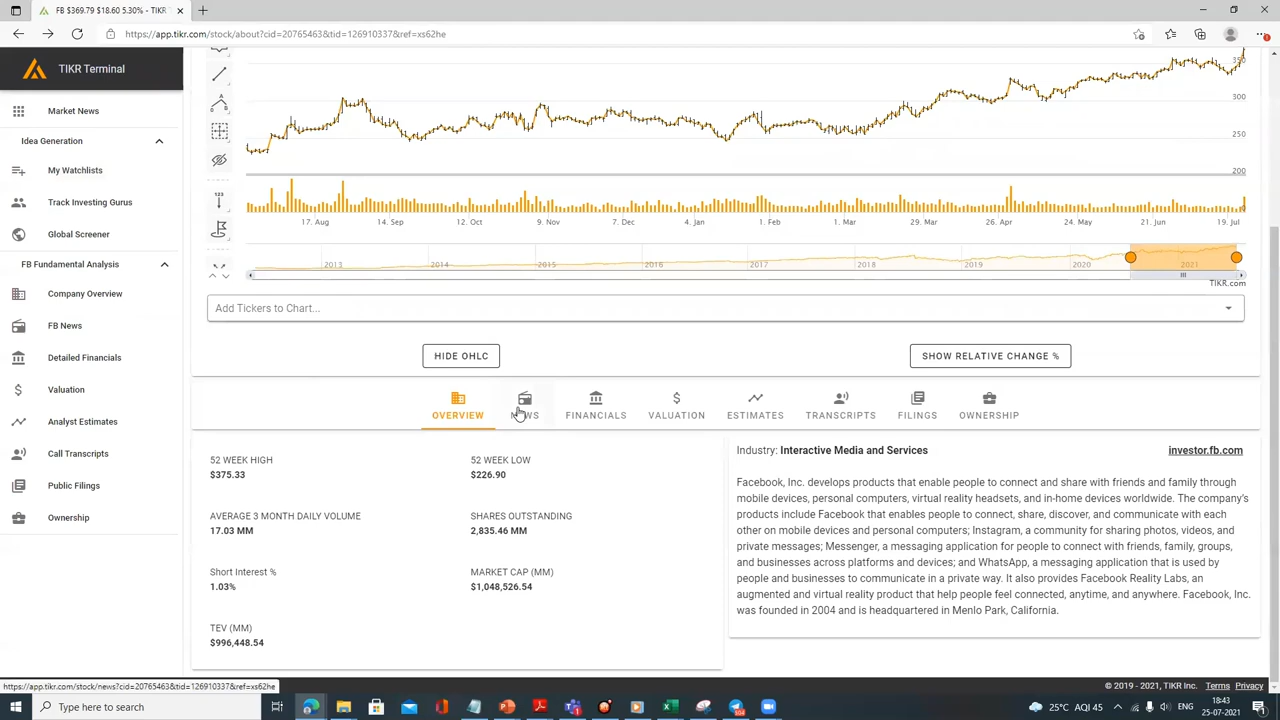 FB $369.79 $18.60 5.30% - TIKR
https://app.tikr.com/stock/about?cid=20765463&tid=126910337&ref=xs62he
TIKR Terminal
Market News
Idea Generation
My Watchlists
Track Investing Gurus
Global Screener
FB Fundamental Analysis
Company Overview
FB News
Detailed Financials
Valuation
Analyst Estimates
Call Transcripts
Public Filings
Ownership
350
300
250
200
123
0
17. Aug 14. Sep 12. Oct 9. Nov 7. Dec 4. Jan 1. Feb 1. Mar 29. Mar 26. Apr 24. May 21. Jun 19. Jul
2013 2014 2015 2016 2017 2018 2019 2020 2021
TIKR.com
Add Tickers to Chart...
HIDE OHLC
SHOW RELATIVE CHANGE %
OVERVIEW NEWS FINANCIALS VALUATION ESTIMATES TRANSCRIPTS FILINGS OWNERSHIP
52 WEEK HIGH
$375.33
52 WEEK LOW
$226.90
AVERAGE 3 MONTH DAILY VOLUME
17.03 MM
SHARES OUTSTANDING
2,835.46 MM
Short Interest %
1.03%
MARKET CAP (MM)
$1,048,526.54
TEV (MM)
$996,448.54
Industry: Interactive Media and Services
investor.fb.com
Facebook, Inc. develops products that enable people to connect and share with friends and family through
mobile devices, personal computers, virtual reality headsets, and in-home devices worldwide. The company's
products include Facebook that enables people to connect, share, discover, and communicate with each
other on mobile devices and personal computers; Instagram, a community for sharing photos, videos, and
private messages; Messenger, a messaging application for people to connect with friends, family, groups,
and businesses across platforms and devices; and WhatsApp, a messaging application that is used by
people and businesses to communicate in a private way. It also provides Facebook Reality Labs, an
augmented and virtual reality product that help people feel connected, anytime, and anywhere. Facebook, Inc.
was founded in 2004 and is headquartered in Menlo Park, California.
https://app.tikr.com/stock/news?cid=20765463&tid=126910337&ref=xs62he
© 2019 - 2021, TIKR Inc. Terms Privacy
Type here to search
25°C AQI 45
ENG
18:43
25-07-2021